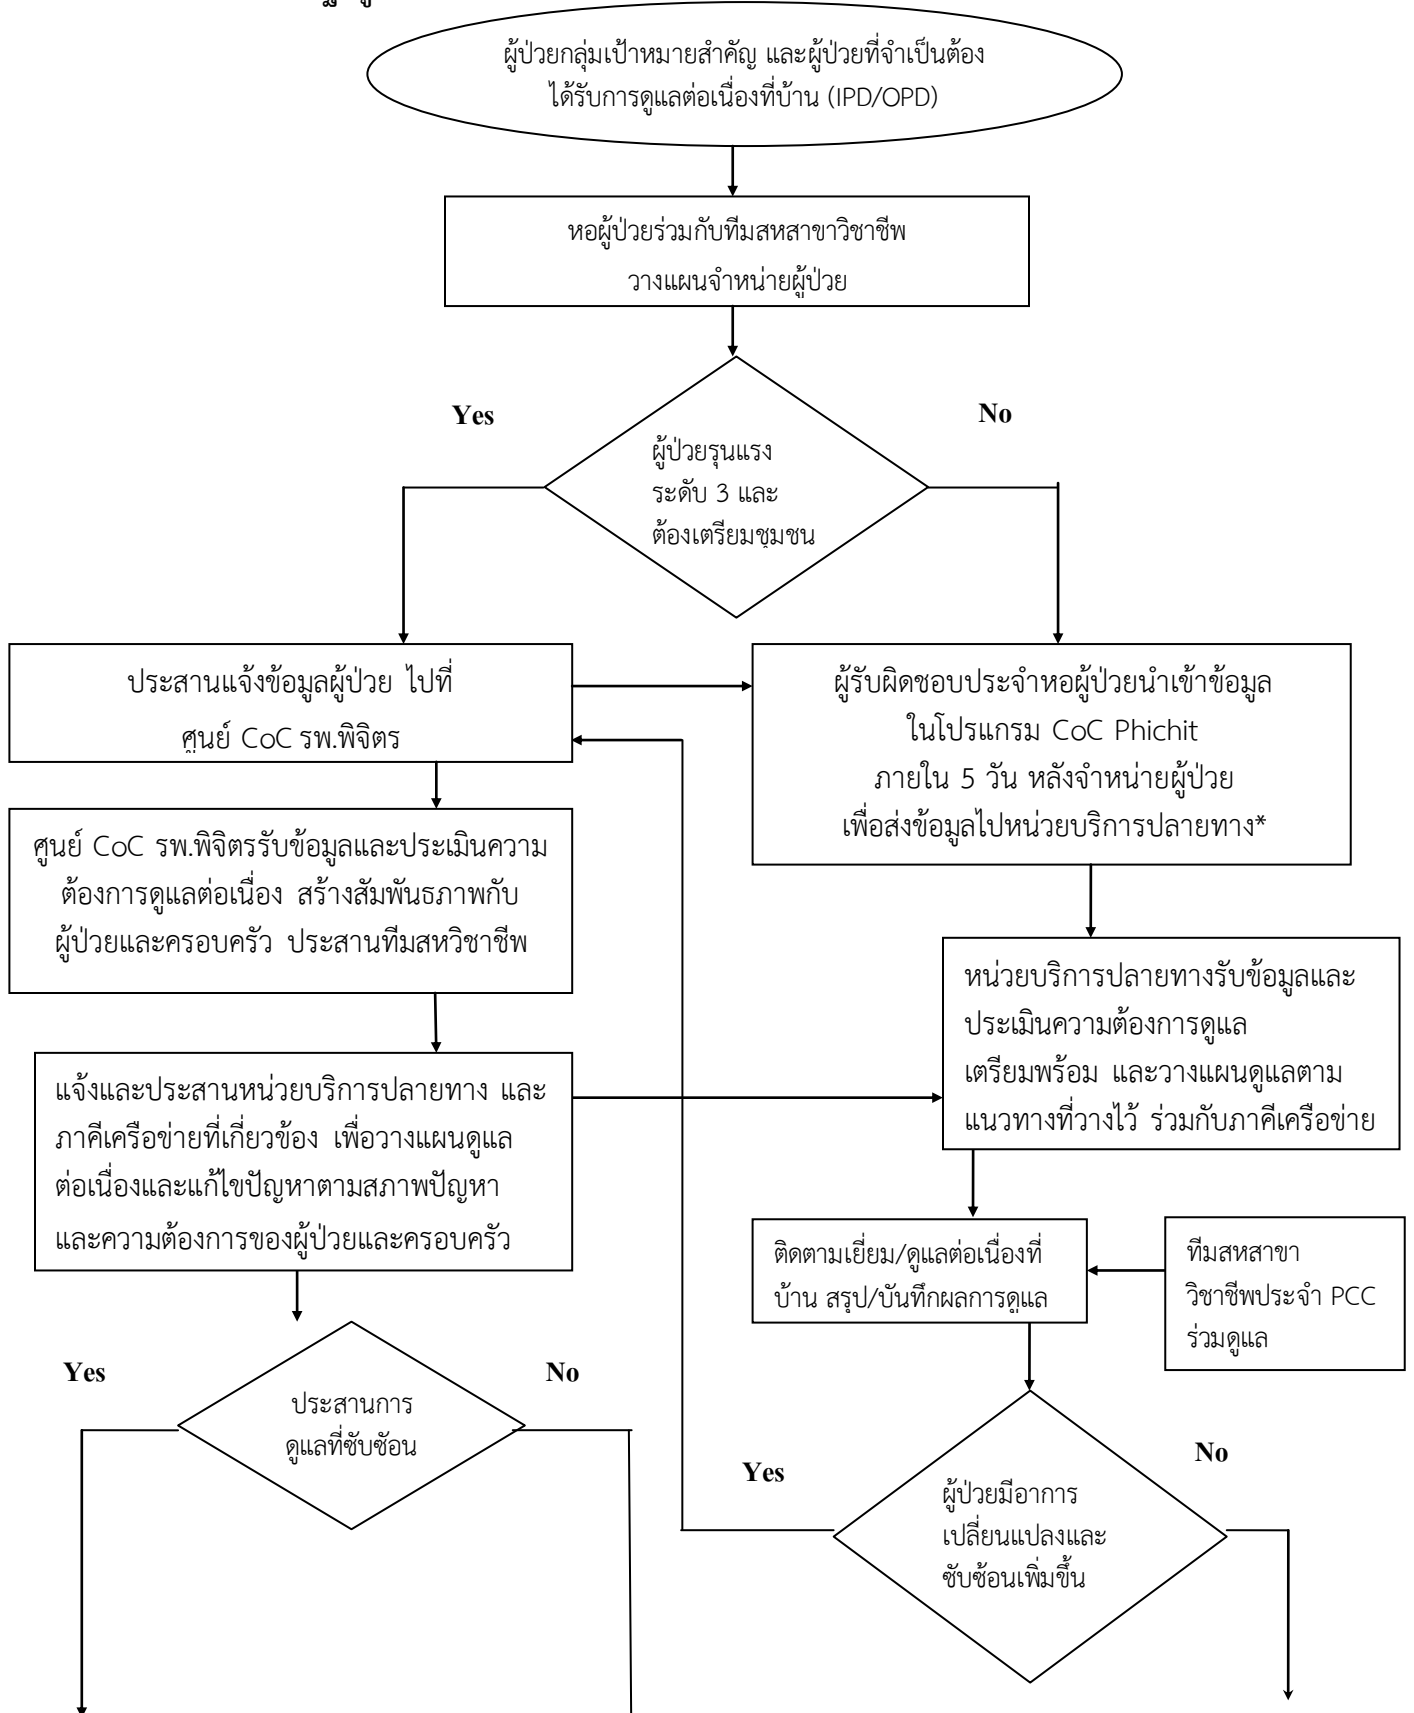 ผู้ป่วยกลุ่มเป้าหมายสำคัญ และผู้ป่วยที่จำเป็นต้อง
ได้รับการดูแลต่อเนื่องที่บ้าน (IPD/OPD)
หอผู้ป่วยร่วมกับทีมสหสาขาวิชาชีพ
วางแผนจำหน่ายผู้ป่วย
Yes
No
ผู้ป่วยรุนแรง
ระดับ 3 และ
ต้องเตรียมชุมชน
ประสานแจ้งข้อมูลผู้ป่วย ไปที่
ศูนย์ CoC รพ.พิจิตร
ผู้รับผิดชอบประจำหอผู้ป่วยนำเข้าข้อมูล
ในโปรแกรม CoC Phichit
ภายใน 5 วัน หลังจำหน่ายผู้ป่วย
เพื่อส่งข้อมูลไปหน่วยบริการปลายทาง*
ศูนย์ CoC รพ.พิจิตรรับข้อมูลและประเมินความ
ต้องการดูแลต่อเนื่อง สร้างสัมพันธภาพกับ
ผู้ป่วยและครอบครัว ประสานทีมสหวิชาชีพ
หน่วยบริการปลายทางรับข้อมูลและ
ประเมินความต้องการดูแล
เตรียมพร้อม และวางแผนดูแลตาม
แนวทางที่วางไว้ ร่วมกับภาคีเครือข่าย
แจ้งและประสานหน่วยบริการปลายทาง และ
ภาคีเครือข่ายที่เกี่ยวข้อง เพื่อวางแผนดูแล
ต่อเนื่องและแก้ไขปัญหาตามสภาพปัญหา
และความต้องการของผู้ป่วยและครอบครัว
ติดตามเยี่ยม/ดูแลต่อเนื่องที่
บ้าน สรุป/บันทึกผลการดูแล
ทีมสหสาขา
วิชาชีพประจำ PCC
ร่วมดูแล
Yes
No
ประสานการ
ดูแลที่ซับซ้อน
Yes
No
ผู้ป่วยมีอาการ
เปลี่ยนแปลงและ
ซับซ้อนเพิ่มขึ้น